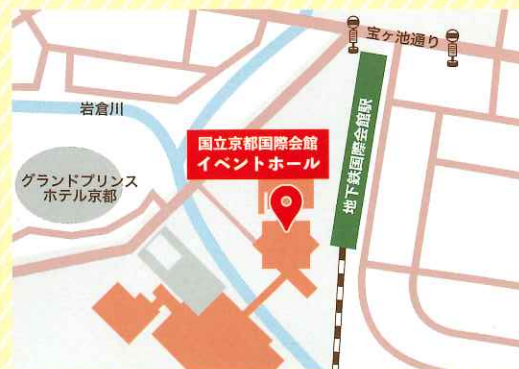 宝ヶ池通り
岩倉川
国立京都国際会館
イベントホール
地下鉄国際会館駅
グランドプリンス
ホテル京都